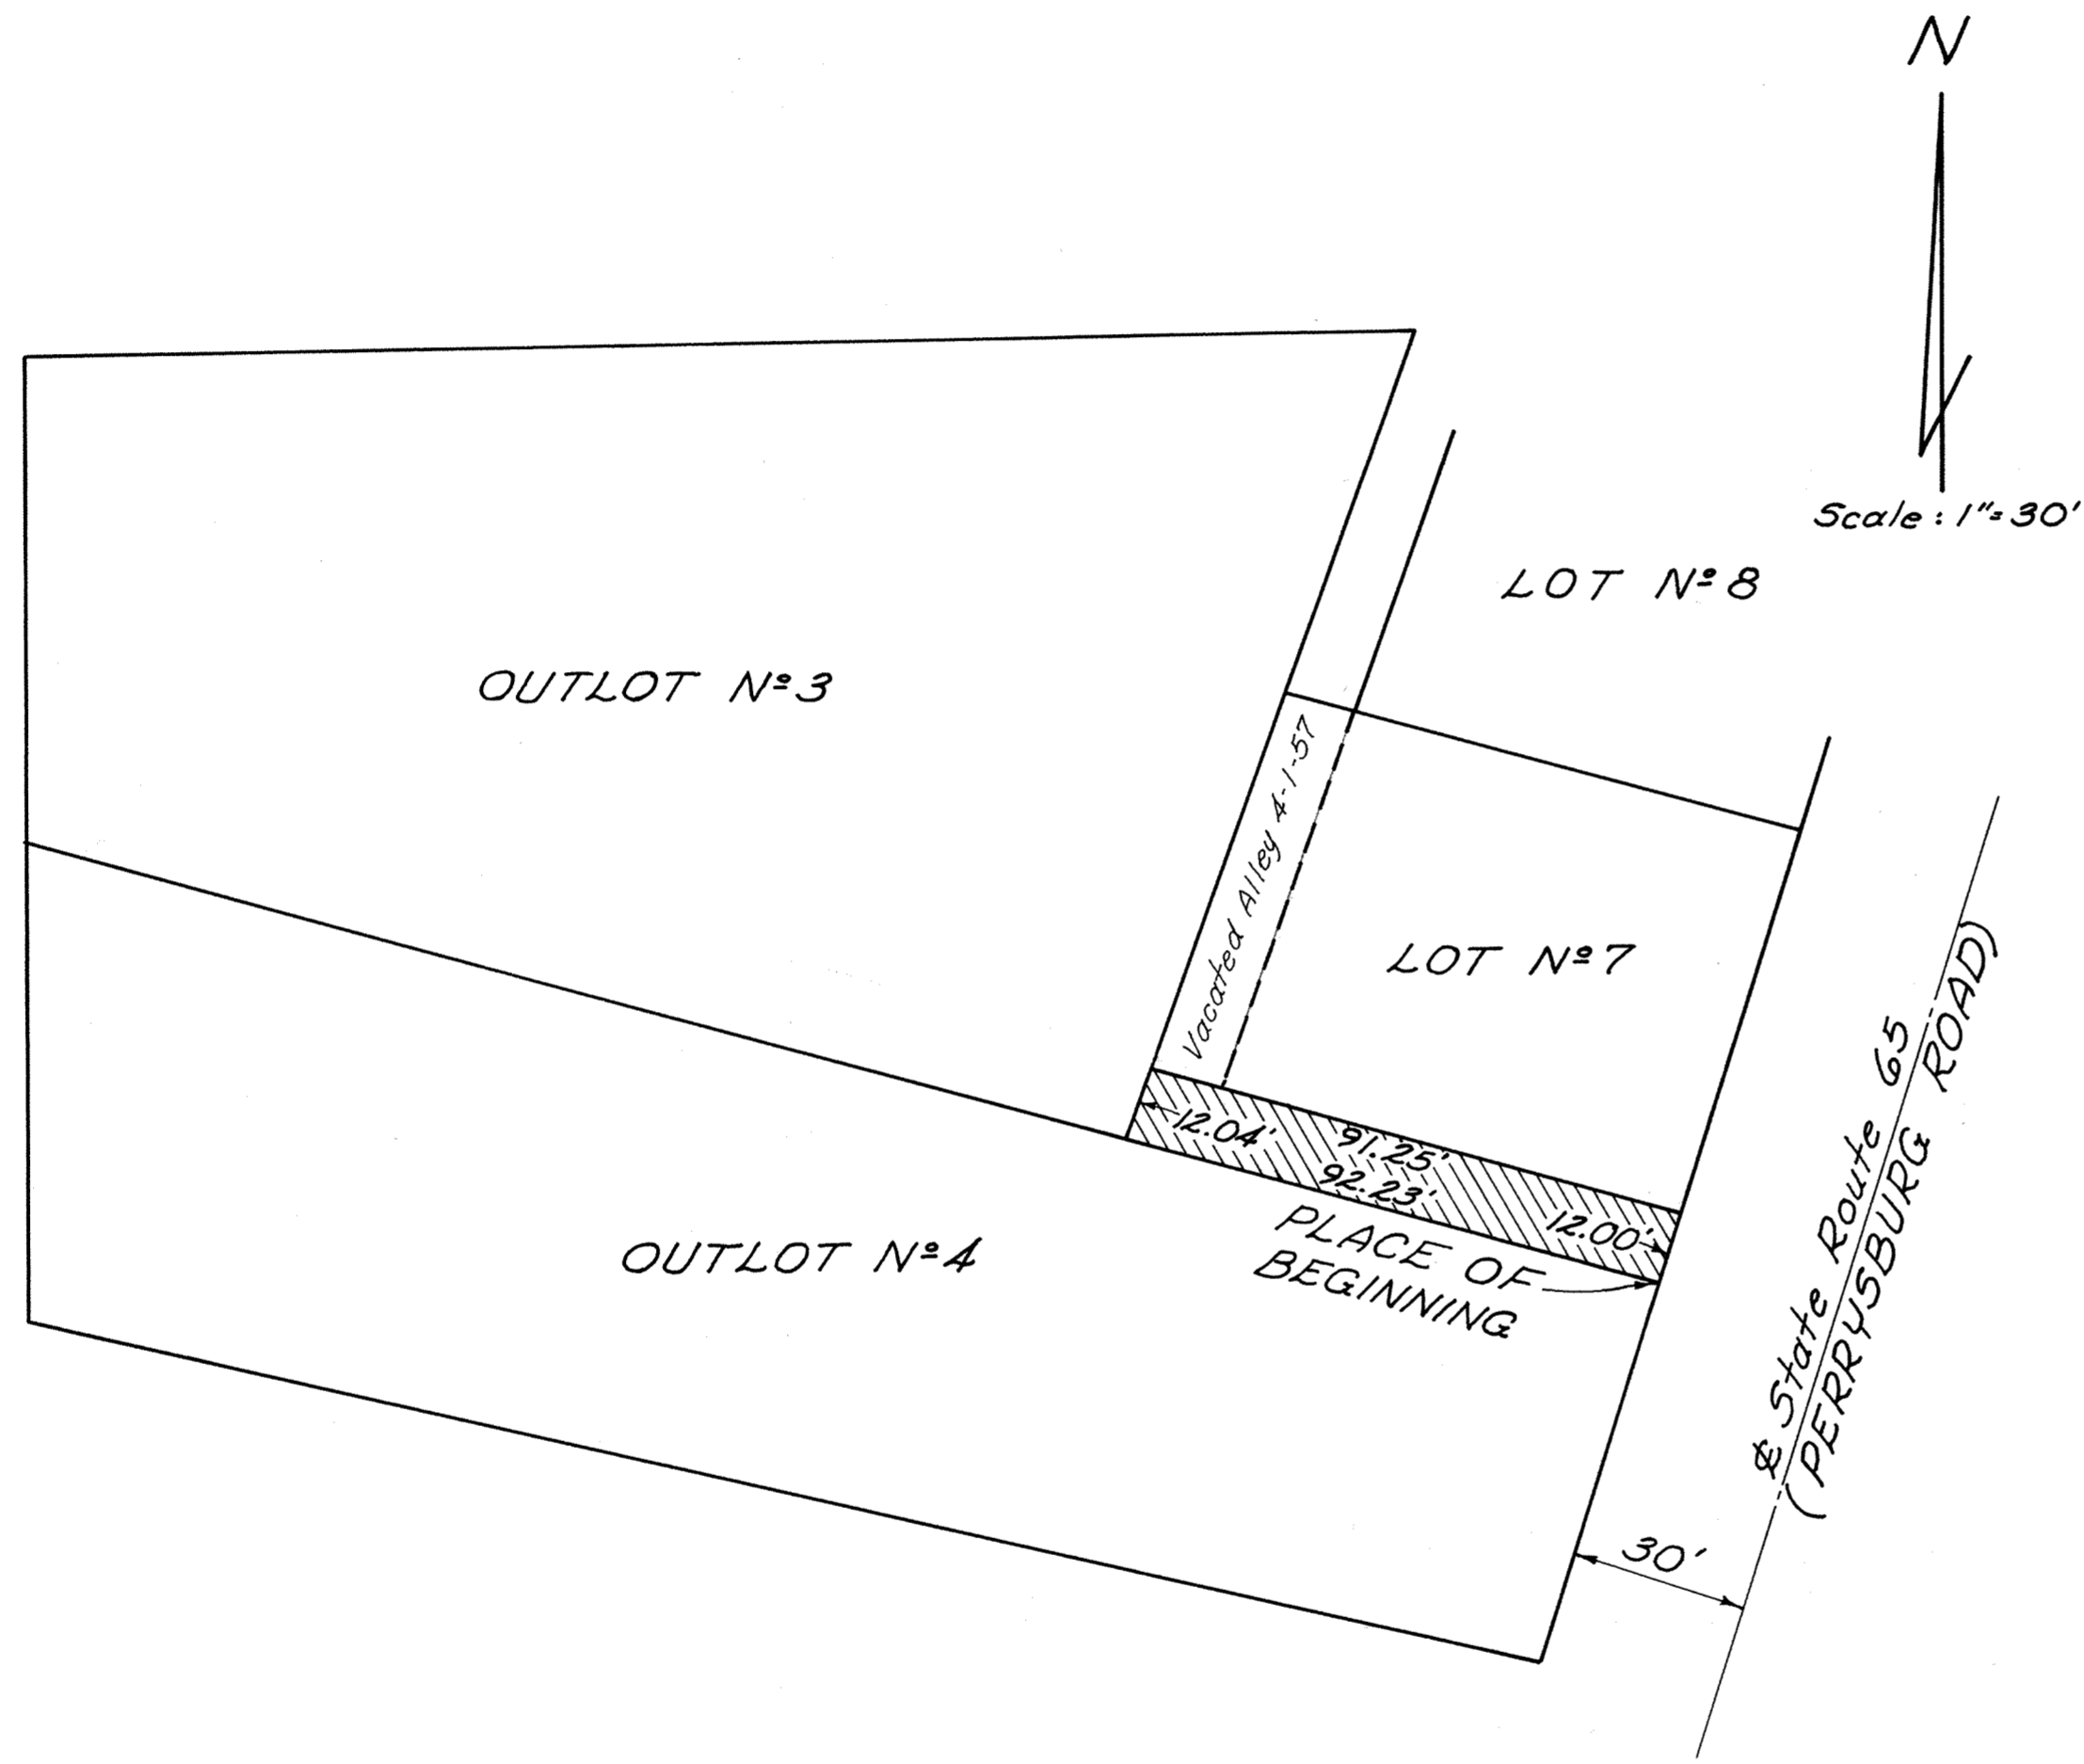 N
Scale: 1"=30'
LOT Nº 8
OUTLOT Nº 3
Vacated Alley 4-1-57
LOT Nº 7
12.04'
91.25'
92.23'
12.00'
PLACE OF
BEGINNING
OUTLOT Nº 4
℄ State Route 65
(PERRYSBURG ROAD)
30'